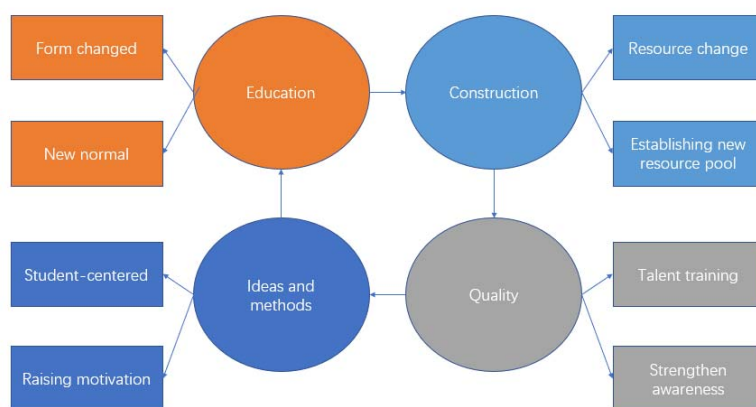 Form changed
Education
Construction
Resource change
New normal
Establishing new
resource pool
Student-centered
Ideas and
methods
Quality
Talent training
Raising motivation
Strengthen
awareness